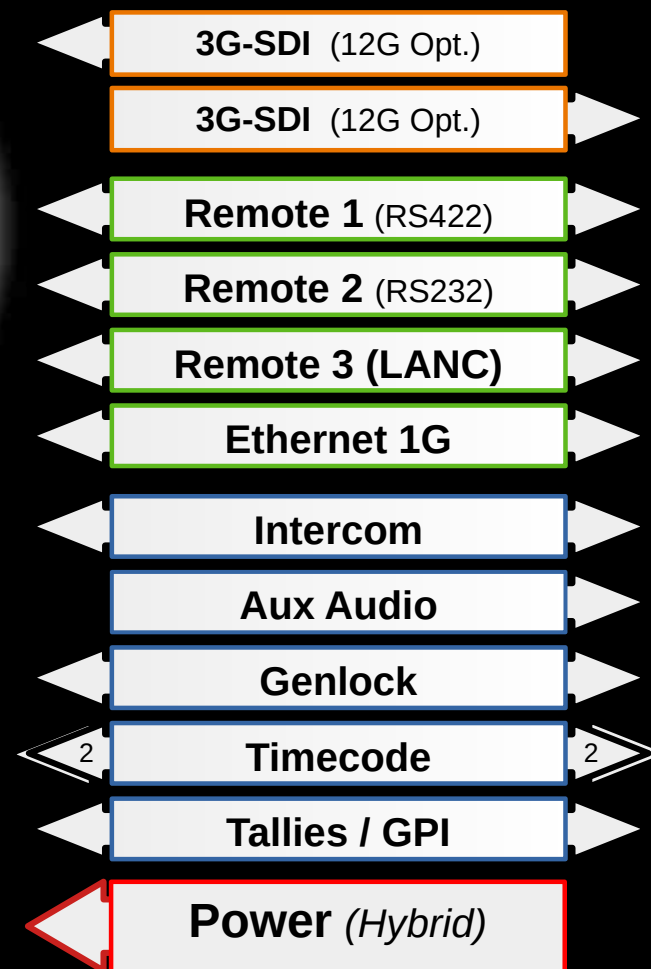 3G-SDI (12G Opt.)
3G-SDI (12G Opt.)
Remote 1 (RS422)
Remote 2 (RS232)
Remote 3 (LANC)
Ethernet 1G
Intercom
Aux Audio
Genlock
2 Timecode 2
Tallies / GPI
Power (Hybrid)